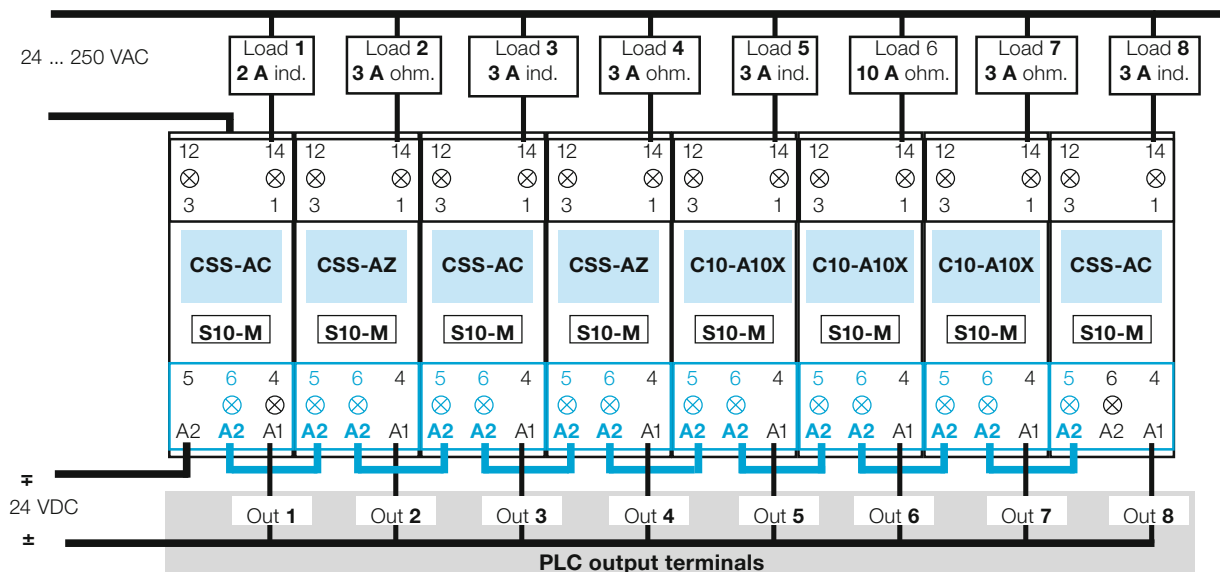 24 ... 250 VAC
Load 1 Load 2 Load 3 Load 4 Load 5 Load 6 Load 7 Load 8
2 A ind. 3 A ohm. 3 A ind. 3 A ohm. 3 A ind. 10 A ohm. 3 A ohm. 3 A ind.
12 14 12 14 12 14 12 14 12 14 12 14 12 14 12 14
3 1 3 1 3 1 3 1 3 1 3 1 3 1 3 1
CSS-AC CSS-AZ CSS-AC CSS-AZ C10-A10X C10-A10X C10-A10X CSS-AC
S10-M S10-M S10-M S10-M S10-M S10-M S10-M S10-M
5 6 4 5 6 4 5 6 4 5 6 4 5 6 4 5 6 4 5 6 4 5 6 4
A2 A2 A1 A2 A2 A1 A2 A2 A1 A2 A2 A1 A2 A2 A1 A2 A2 A1 A2 A2 A1 A2 A2 A1
∓
24 VDC
±
Out 1 Out 2 Out 3 Out 4 Out 5 Out 6 Out 7 Out 8
PLC output terminals